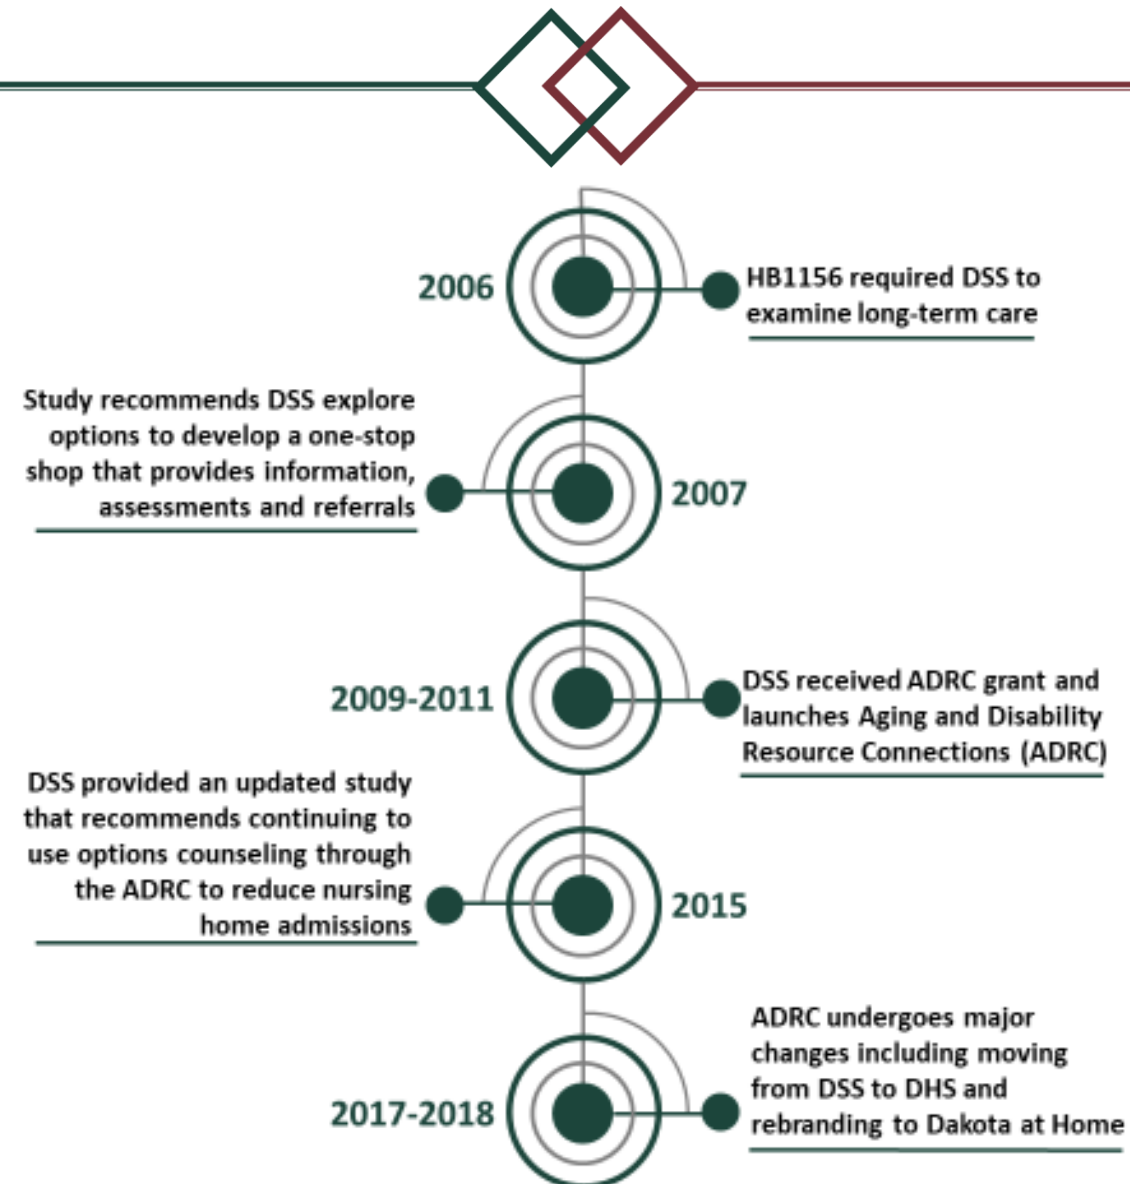 2006
HB1156 required DSS to
examine long-term care
Study recommends DSS explore
options to develop a one-stop
shop that provides information,
assessments and referrals
2007
2009-2011
DSS received ADRC grant and
launches Aging and Disability
Resource Connections (ADRC)
DSS provided an updated study
that recommends continuing to
use options counseling through
the ADRC to reduce nursing
home admissions
2015
2017-2018
ADRC undergoes major
changes including moving
from DSS to DHS and
rebranding to Dakota at Home